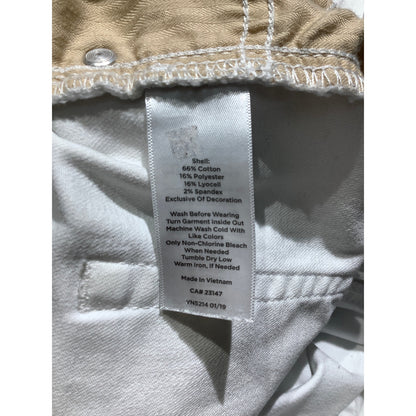 Shell:
66% Cotton
16% Polyester
16% Lyocell
2% Spandex
Exclusive Of Decoration
Wash Before Wearing
Turn Garment Inside Out
Machine Wash Cold With
Like Colors
Only Non-Chlorine Bleach
When Needed
Tumble Dry Low
Warm Iron, If Needed
Made in Vietnam
CA# 23147
YN5214 01/19